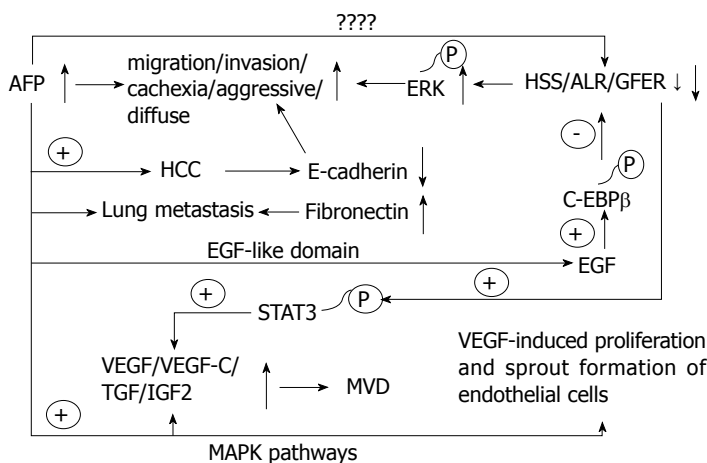 ????
AFP
migration/invasion/
cachexia/aggressive/
diffuse
P
ERK
HSS/ALR/GFER ↓
+
HCC
E-cadherin
-
P
C-EBPβ
Lung metastasis
Fibronectin
+
EGF-like domain
EGF
+
STAT3
P
+
VEGF/VEGF-C/
TGF/IGF2
MVD
VEGF-induced proliferation
and sprout formation of
endothelial cells
+
MAPK pathways